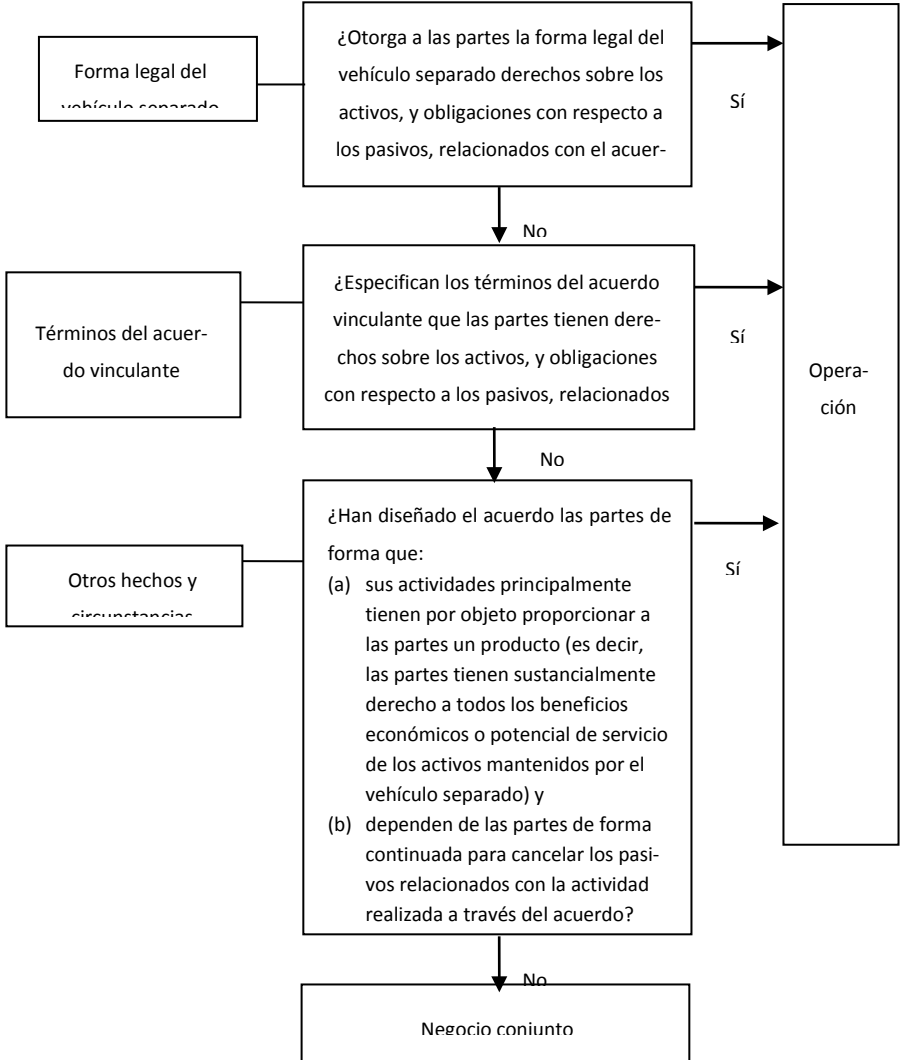 Forma legal del
vehículo separado
¿Otorga a las partes la forma legal del
vehículo separado derechos sobre los
activos, y obligaciones con respecto a
los pasivos, relacionados con el acuer-
Sí
No
Términos del acuer-
do vinculante
¿Especifican los términos del acuerdo
vinculante que las partes tienen dere-
chos sobre los activos, y obligaciones
con respecto a los pasivos, relacionados
Sí
Opera-
ción
No
Otros hechos y
circunstancias
¿Han diseñado el acuerdo las partes de
forma que:
(a) sus actividades principalmente
tienen por objeto proporcionar a
las partes un producto (es decir,
las partes tienen sustancialmente
derecho a todos los beneficios
económicos o potencial de servicio
de los activos mantenidos por el
vehículo separado) y
(b) dependen de las partes de forma
continuada para cancelar los pasi-
vos relacionados con la actividad
realizada a través del acuerdo?
Sí
No
Negocio conjunto